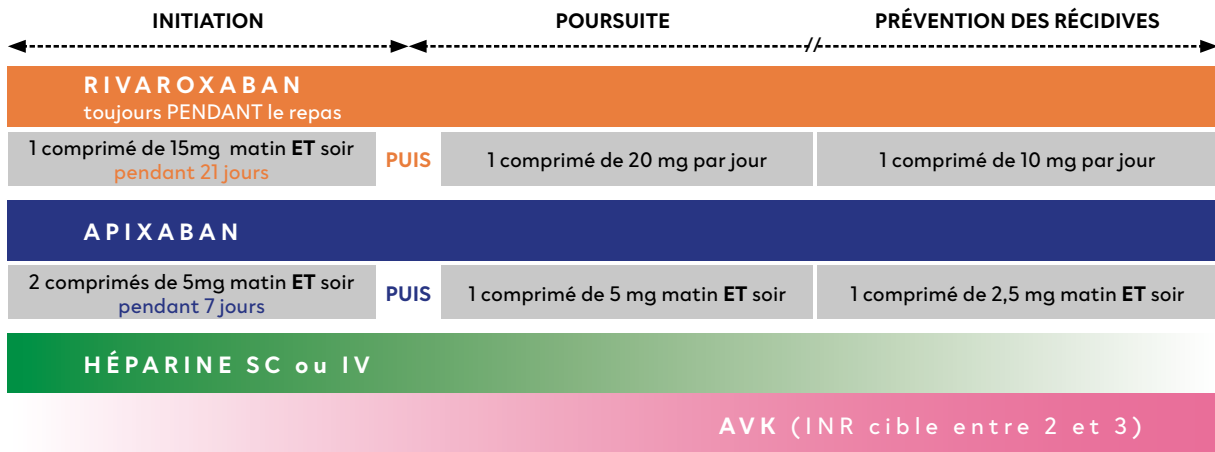 INITIATION
POURSUITE
PRÉVENTION DES RÉCIDIVES
RIVAROXABAN
toujours PENDANT le repas
1 comprimé de 15mg matin ET soir
pendant 21 jours
PUIS
1 comprimé de 20 mg par jour
1 comprimé de 10 mg par jour
APIXABAN
2 comprimés de 5mg matin ET soir
pendant 7 jours
PUIS
1 comprimé de 5 mg matin ET soir
1 comprimé de 2,5 mg matin ET soir
HÉPARINE SC ou IV
AVK (INR cible entre 2 et 3)